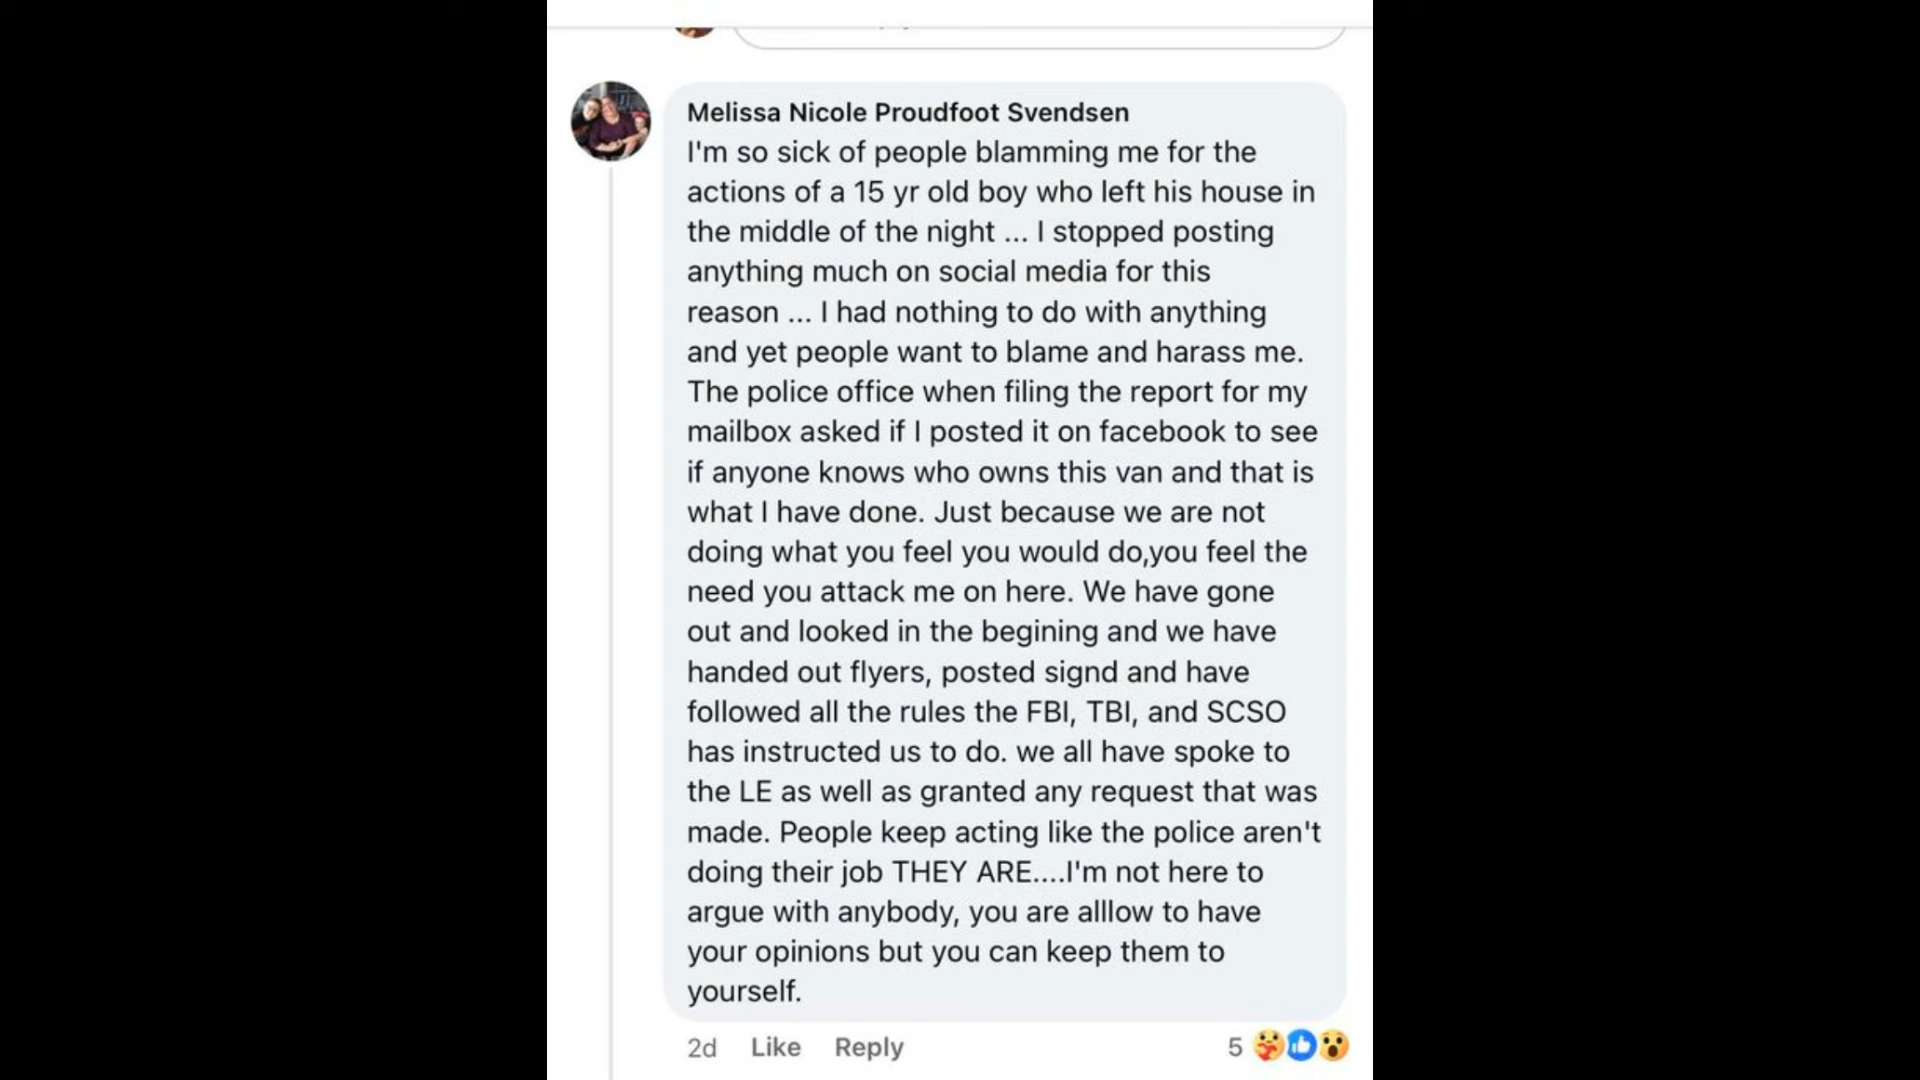 Melissa Nicole Proudfoot Svendsen
I'm so sick of people blamming me for the
actions of a 15 yr old boy who left his house in
the middle of the night ... I stopped posting
anything much on social media for this
reason ... I had nothing to do with anything
and yet people want to blame and harass me.
The police office when filing the report for my
mailbox asked if I posted it on facebook to see
if anyone knows who owns this van and that is
what I have done. Just because we are not
doing what you feel you would do,you feel the
need you attack me on here. We have gone
out and looked in the begining and we have
handed out flyers, posted signd and have
followed all the rules the FBI, TBI, and SCSO
has instructed us to do. we all have spoke to
the LE as well as granted any request that was
made. People keep acting like the police aren't
doing their job THEY ARE....I'm not here to
argue with anybody, you are alllow to have
your opinions but you can keep them to
yourself.
2d Like Reply 5